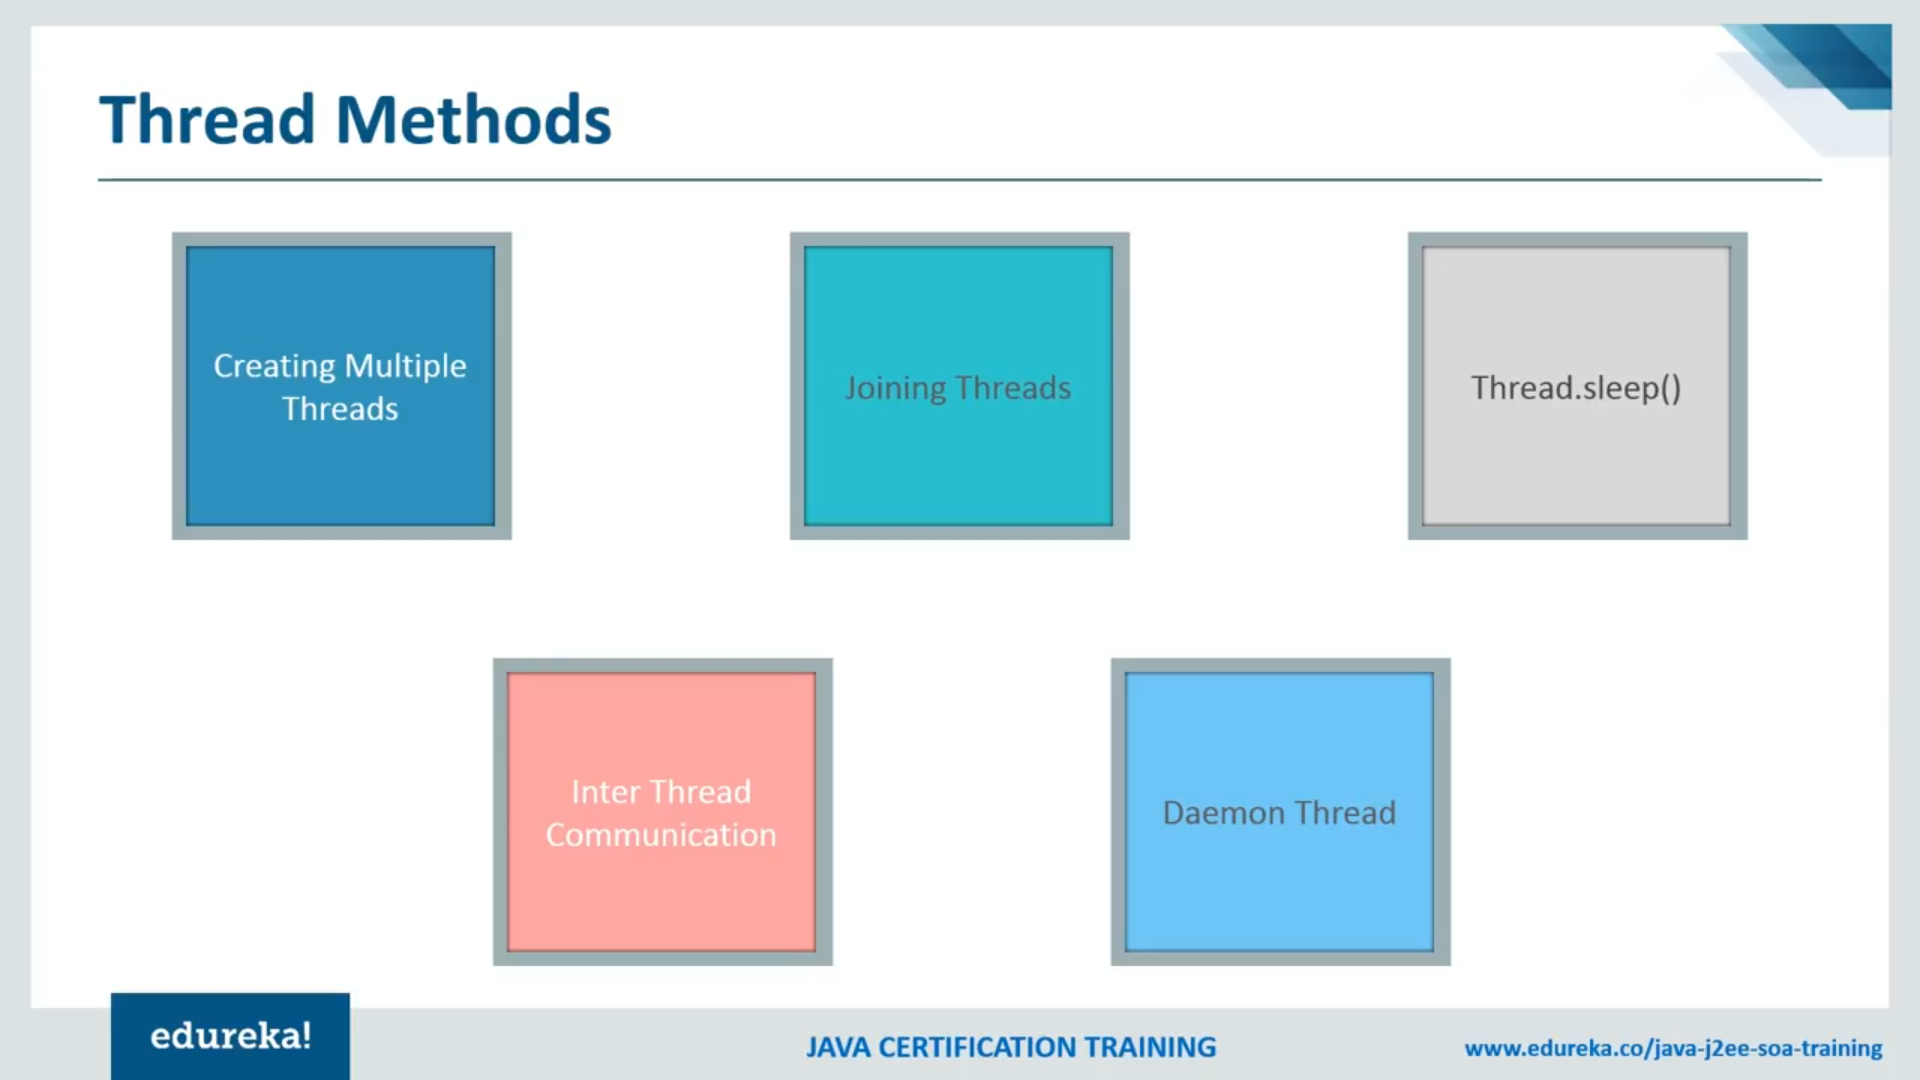 Thread Methods
Creating Multiple
Threads
Joining Threads
Thread.sleep()
Inter Thread
Communication
Daemon Thread
edureka!
JAVA CERTIFICATION TRAINING
www.edureka.co/java-j2ee-soa-training